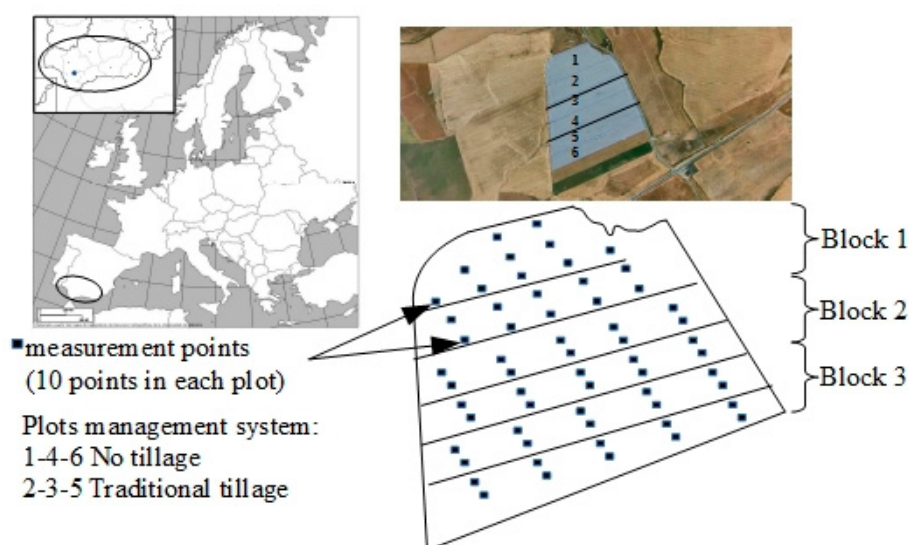 1
2
3
4
5
6
Block 1
Block 2
Block 3
measurement points
(10 points in each plot)
Plots management system:
1-4-6 No tillage
2-3-5 Traditional tillage